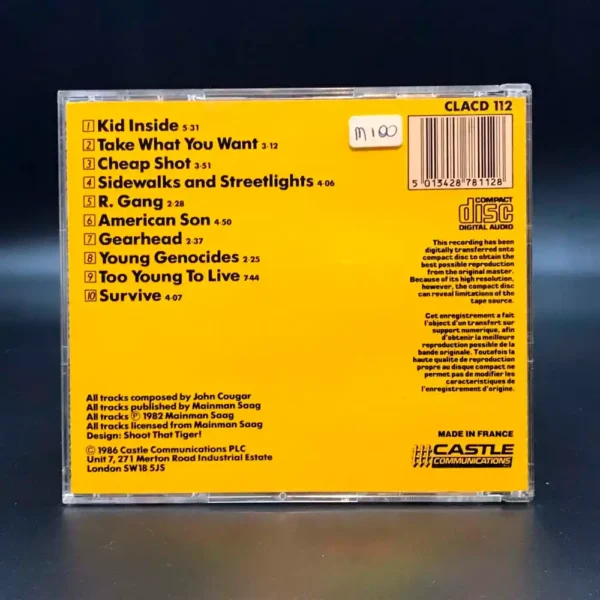 CLACD 112
1 Kid Inside 5·31
2 Take What You Want 3·12
3 Cheap Shot 3·51
4 Sidewalks and Streetlights 4·06
5 R. Gang 2·28
6 American Son 4·50
7 Gearhead 2·37
8 Young Genocides 2·25
9 Too Young To Live 7·44
10 Survive 4·07
m100
5 013428 781128
COMPACT
disc
DIGITAL AUDIO
This recording has been
digitally transferred onto
compact disc to obtain the
best possible reproduction
from the original master.
Because of its high resolution,
however, the compact disc
can reveal limitations of the
tape source.
Cet enregistrement a fait
l'object d'un transfert sur
support numerique, afin
d'obtenir la meilleure
reproduction possible de la
bande originale. Toutefois la
haute qualite de reproduction
propre au disque compact ne
permet pas de modifier les
caracteristiques de
l'enregistrement d'origine.
All tracks composed by John Cougar
All tracks published by Mainman Saag
All tracks Ⓟ 1982 Mainman Saag
All tracks licensed from Mainman Saag
Design: Shoot That Tiger!
© 1986 Castle Communications PLC
Unit 7, 271 Merton Road Industrial Estate
London SW18 5JS
MADE IN FRANCE
CASTLE
COMMUNICATIONS